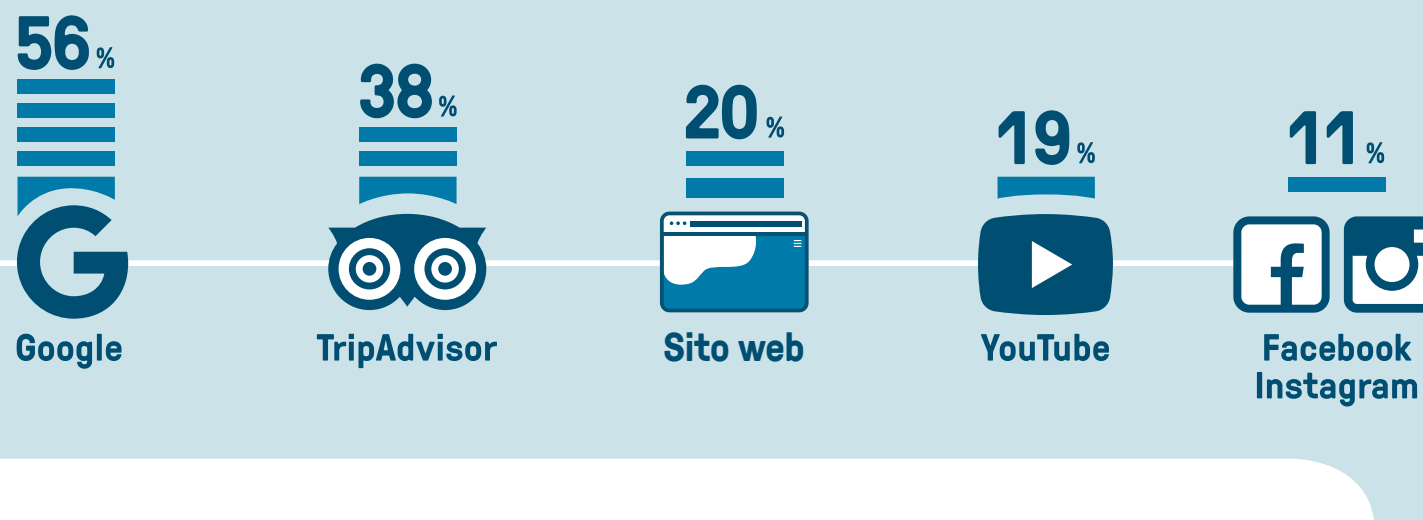 56 %
38 %
20 %
19 %
11 %
Google
TripAdvisor
Sito web
YouTube
Facebook
Instagram